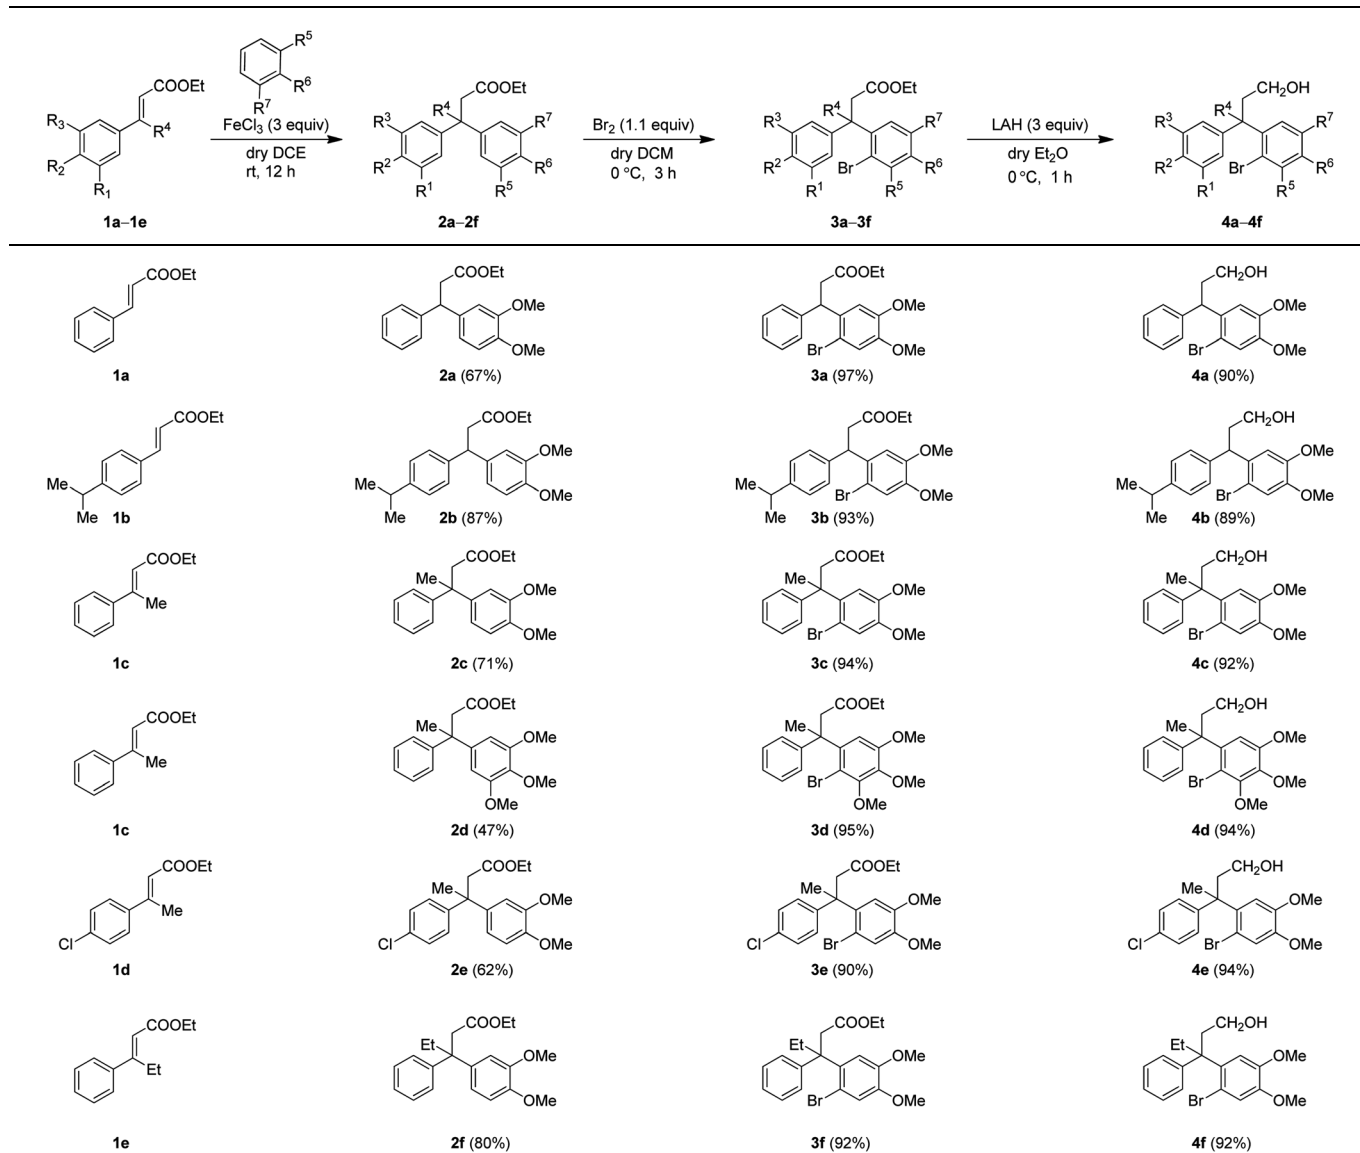 R⁵
R⁶
R⁷
COOEt
R₃
R⁴
R₂
R₁
FeCl₃ (3 equiv)
dry DCE
rt, 12 h
COOEt
R⁴
R³
R⁷
R²
R⁶
R¹
R⁵
Br₂ (1.1 equiv)
dry DCM
0 °C, 3 h
COOEt
R⁴
R³
R⁷
R²
Br
R⁶
R¹
R⁵
LAH (3 equiv)
dry Et₂O
0 °C, 1 h
CH₂OH
R⁴
R³
R⁷
R²
Br
R⁶
R¹
R⁵
1a–1e 2a–2f 3a–3f 4a–4f
COOEt COOEt COOEt CH₂OH
OMe OMe OMe
OMe Br OMe Br OMe
1a 2a (67%) 3a (97%) 4a (90%)
COOEt COOEt COOEt CH₂OH
OMe OMe OMe
Me Me OMe Me Br OMe Me Br OMe
Me Me Me Me
1b 2b (87%) 3b (93%) 4b (89%)
COOEt COOEt COOEt CH₂OH
Me Me Me Me
OMe OMe OMe
OMe Br OMe Br OMe
1c 2c (71%) 3c (94%) 4c (92%)
COOEt COOEt COOEt CH₂OH
Me Me Me Me
OMe OMe OMe
OMe Br OMe Br OMe
OMe OMe OMe
1c 2d (47%) 3d (95%) 4d (94%)
COOEt COOEt COOEt CH₂OH
Me Me Me Me
OMe OMe OMe
Cl Cl OMe Cl Br OMe Cl Br OMe
1d 2e (62%) 3e (90%) 4e (94%)
COOEt COOEt COOEt CH₂OH
Et Et Et Et
OMe OMe OMe
OMe Br OMe Br OMe
1e 2f (80%) 3f (92%) 4f (92%)